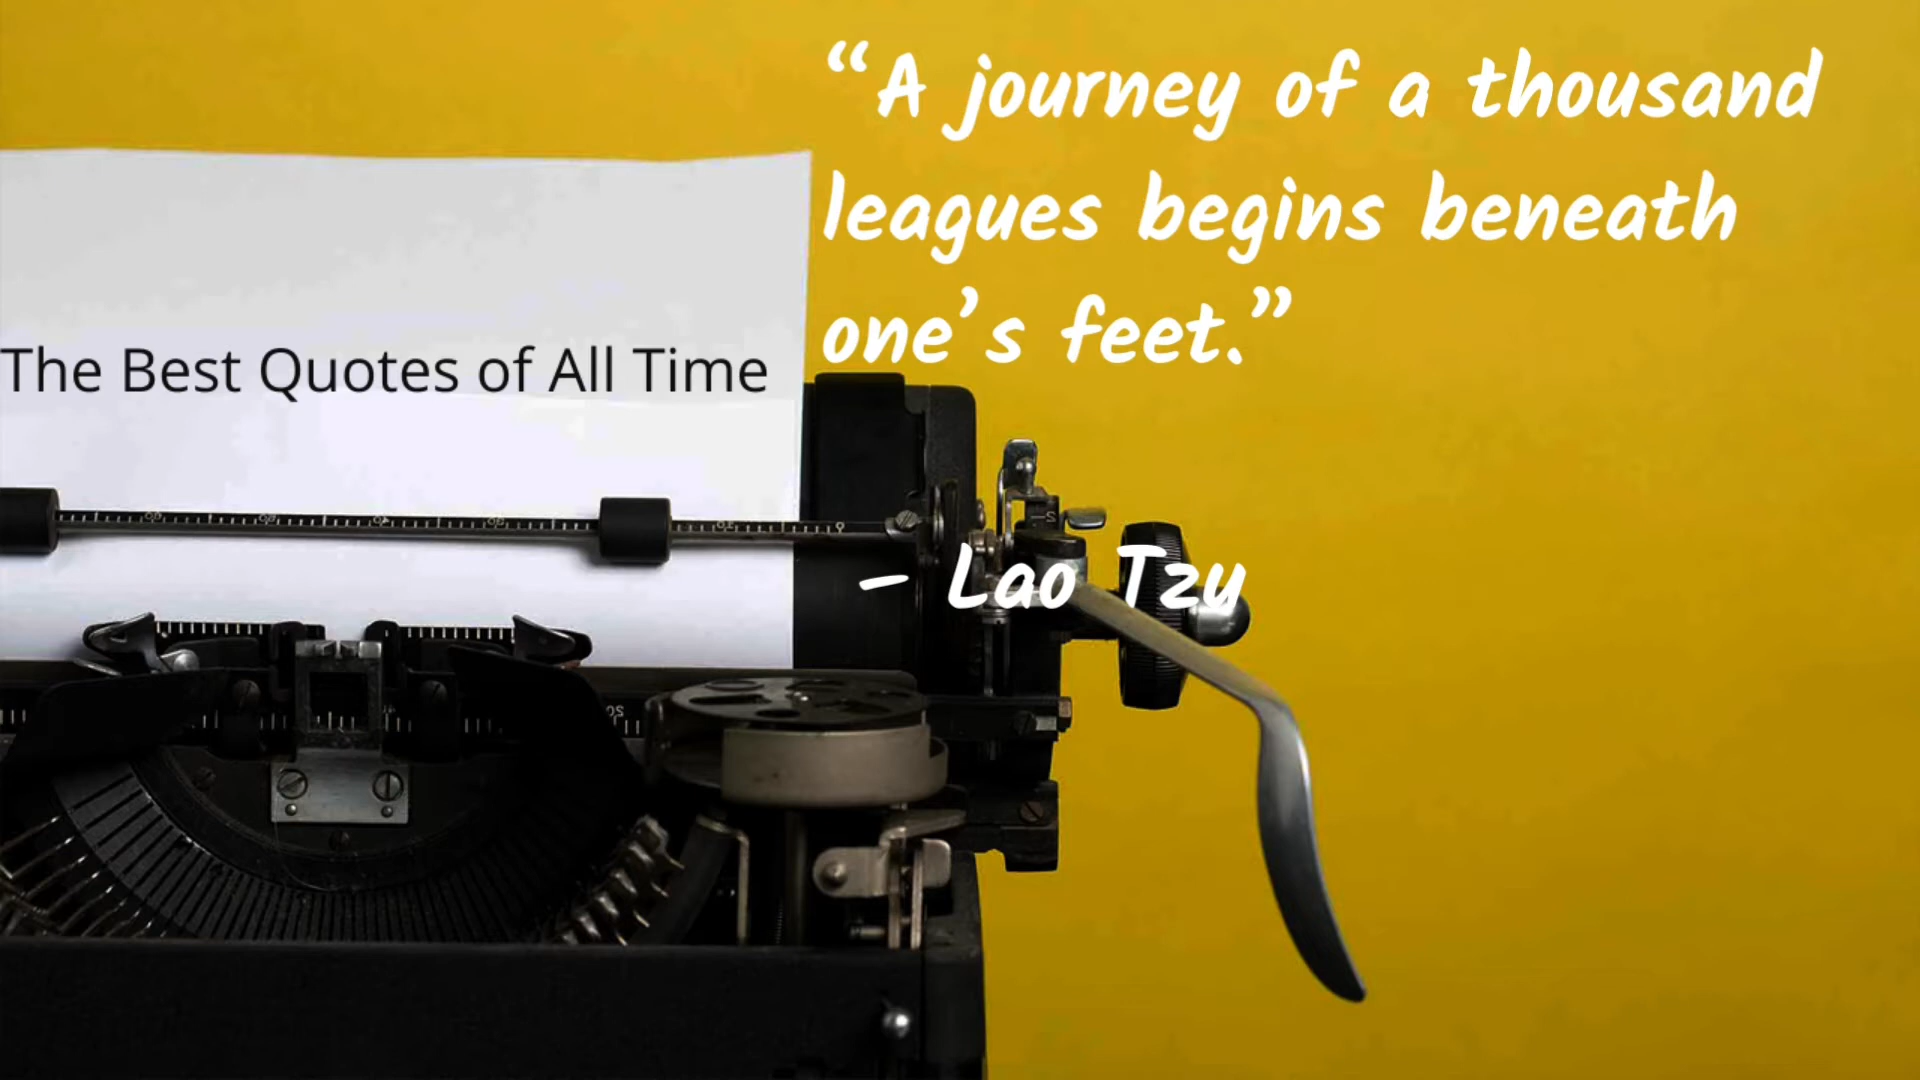 “A journey of a thousand
leagues begins beneath
one’s feet.”
The Best Quotes of All Time
– Lao Tzu